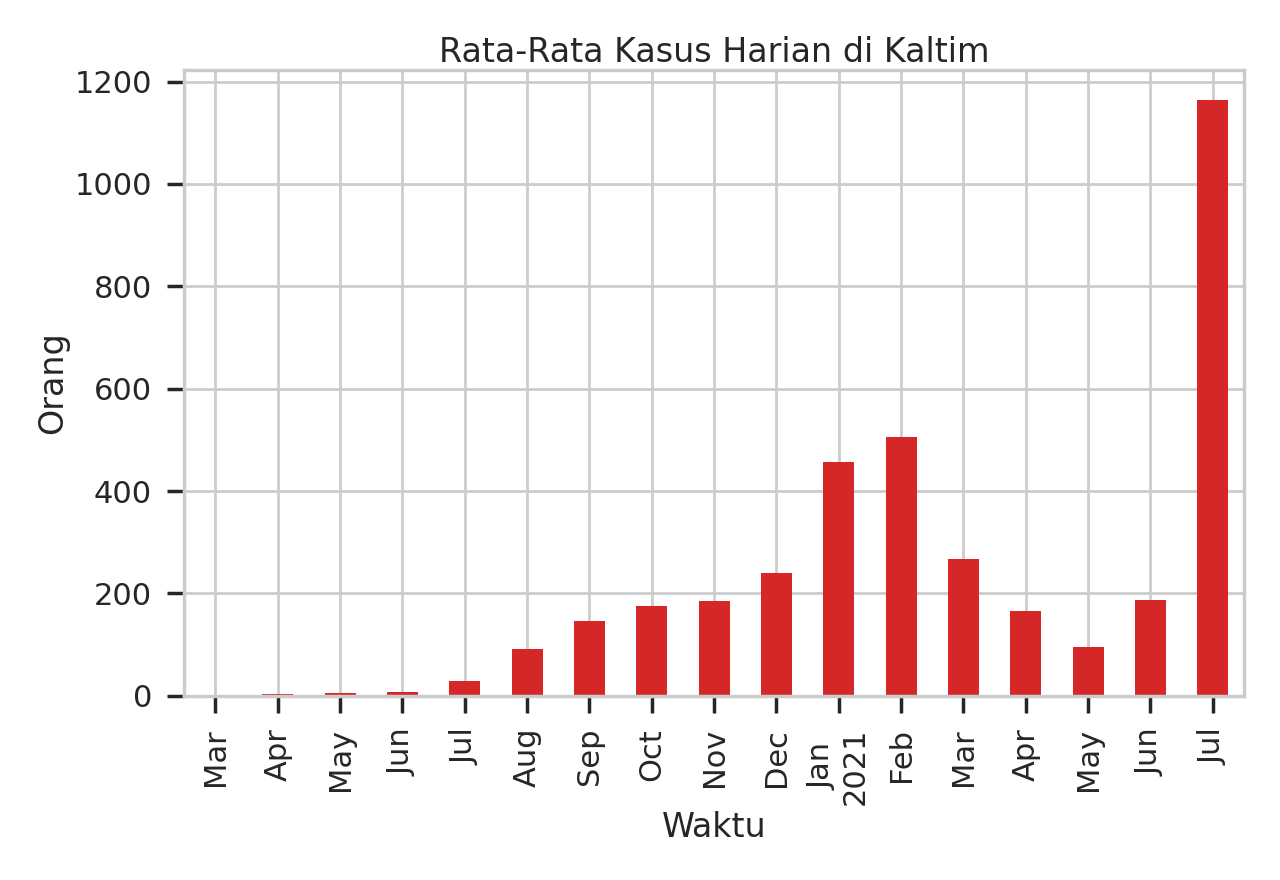 Rata-Rata Kasus Harian di Kaltim
1200
1000
800
600
400
200
0
Orang
Mar
Apr
May
Jun
Jul
Aug
Sep
Oct
Nov
Dec
Jan
2021
Feb
Mar
Apr
May
Jun
Jul
Waktu